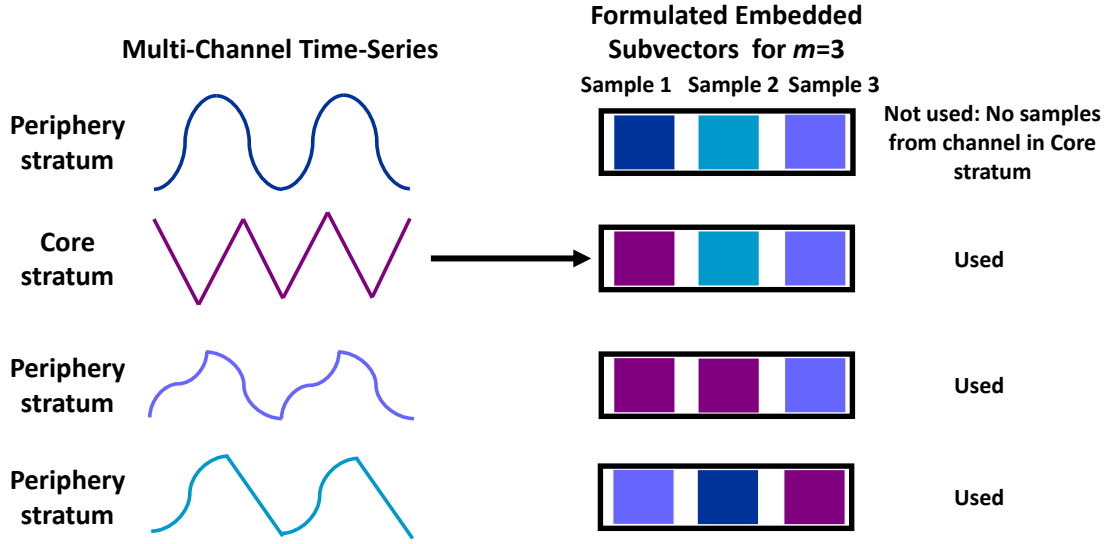 Multi-Channel Time-Series
Formulated Embedded
Subvectors for m=3
Sample 1 Sample 2 Sample 3
Periphery
stratum
Not used: No samples
from channel in Core
stratum
Core
stratum
Used
Periphery
stratum
Used
Periphery
stratum
Used